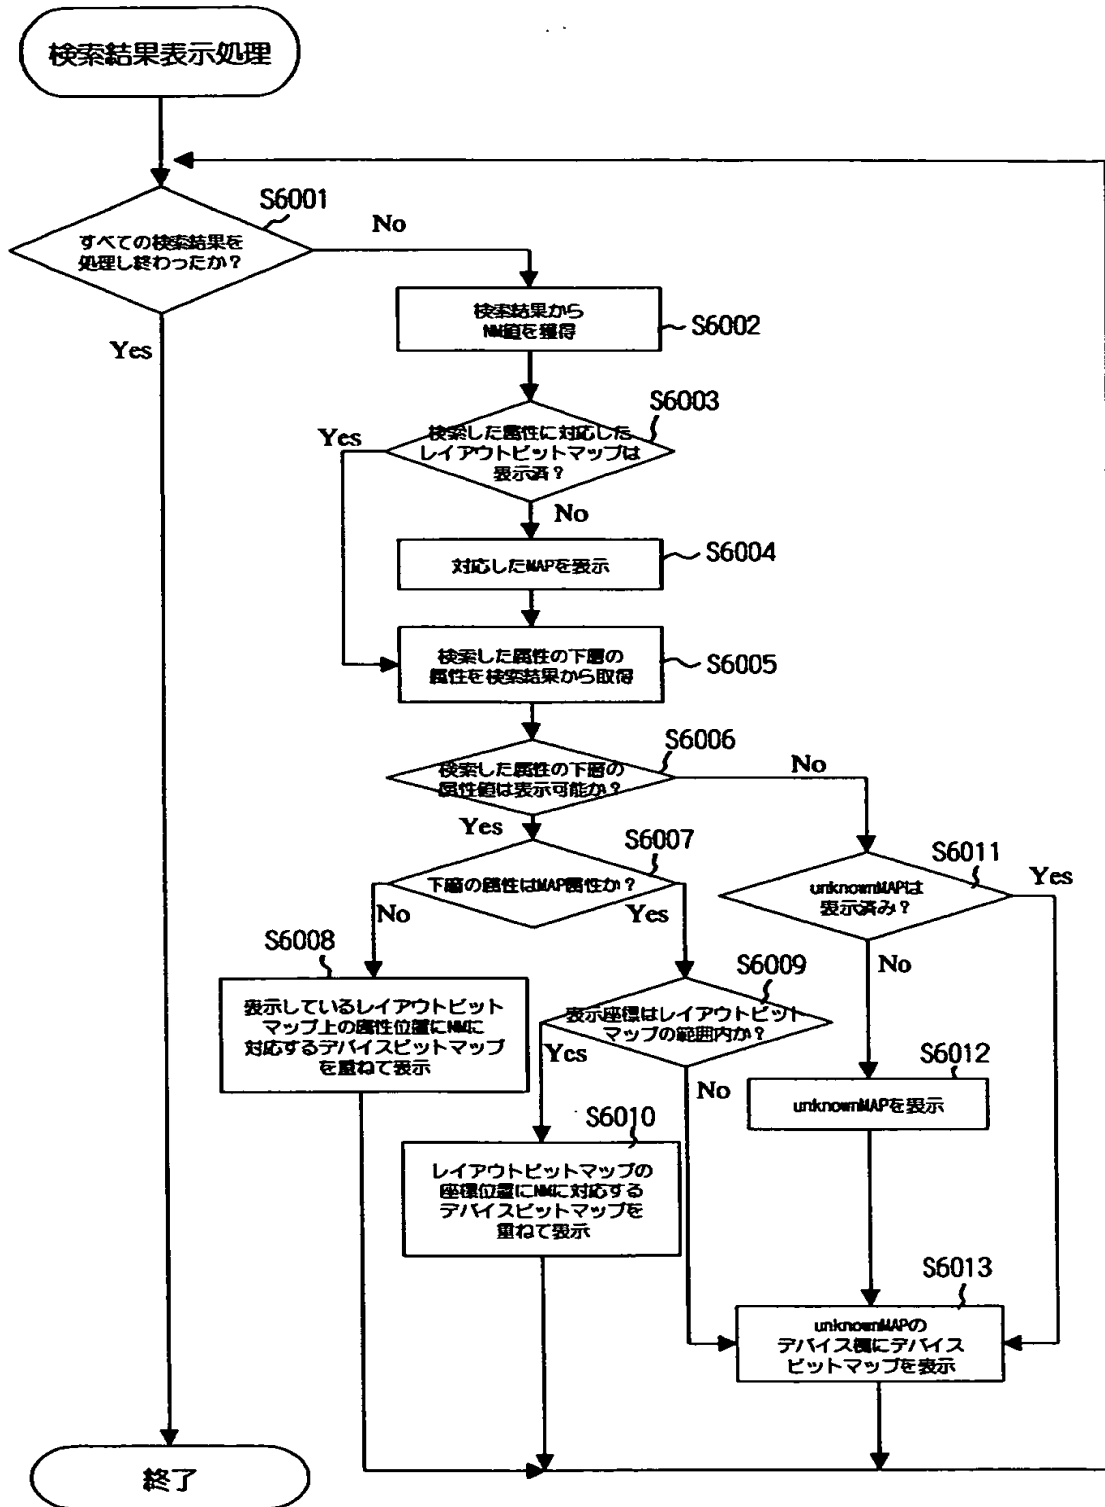 検索結果表示処理
S6001
すべての検索結果を
処理し終わったか？
No
Yes
検索結果から
NM値を獲得
S6002
S6003
検索した属性に対応した
レイアウトビットマップは
表示済？
Yes
No
対応したMAPを表示
S6004
検索した属性の下層の
属性を検索結果から取得
S6005
S6006
検索した属性の下層の
属性値は表示可能か？
No
Yes
S6007
下層の属性はMAP属性か？
No
Yes
S6011
unknownMAPは
表示済み？
Yes
No
S6008
表示しているレイアウトビット
マップ上の属性位置にNMに
対応するデバイスビットマップ
を重ねて表示
S6009
表示座標はレイアウトビット
マップの範囲内か？
Yes
No
S6012
unknownMAPを表示
S6010
レイアウトビットマップの
座標位置にNMに対応する
デバイスビットマップを
重ねて表示
S6013
unknownMAPの
デバイス欄にデバイス
ビットマップを表示
終了